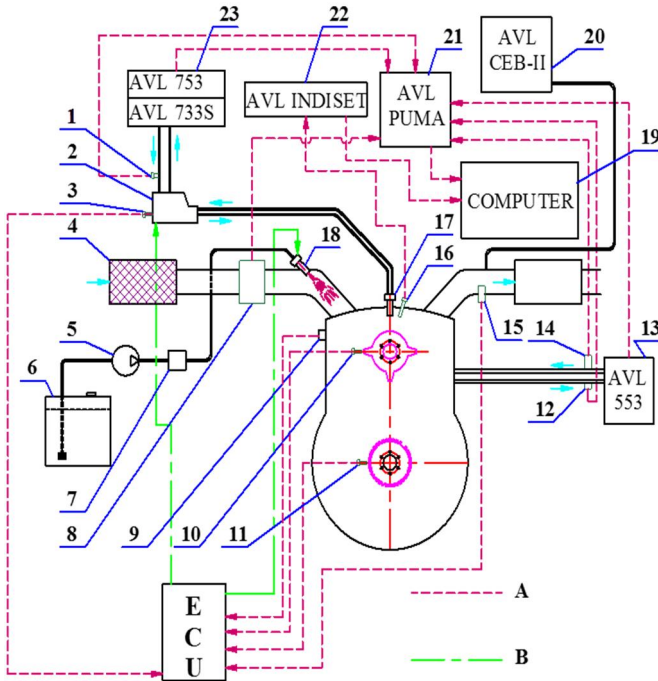 23
22
21
20
AVL
CEB-II
AVL 753
AVL 733S
AVL INDISET
AVL
PUMA
1
2
3
4
19
COMPUTER
18
17
16
5
6
15
14
13
AVL
553
12
7
8
9
10
11
E
C
U
A
B